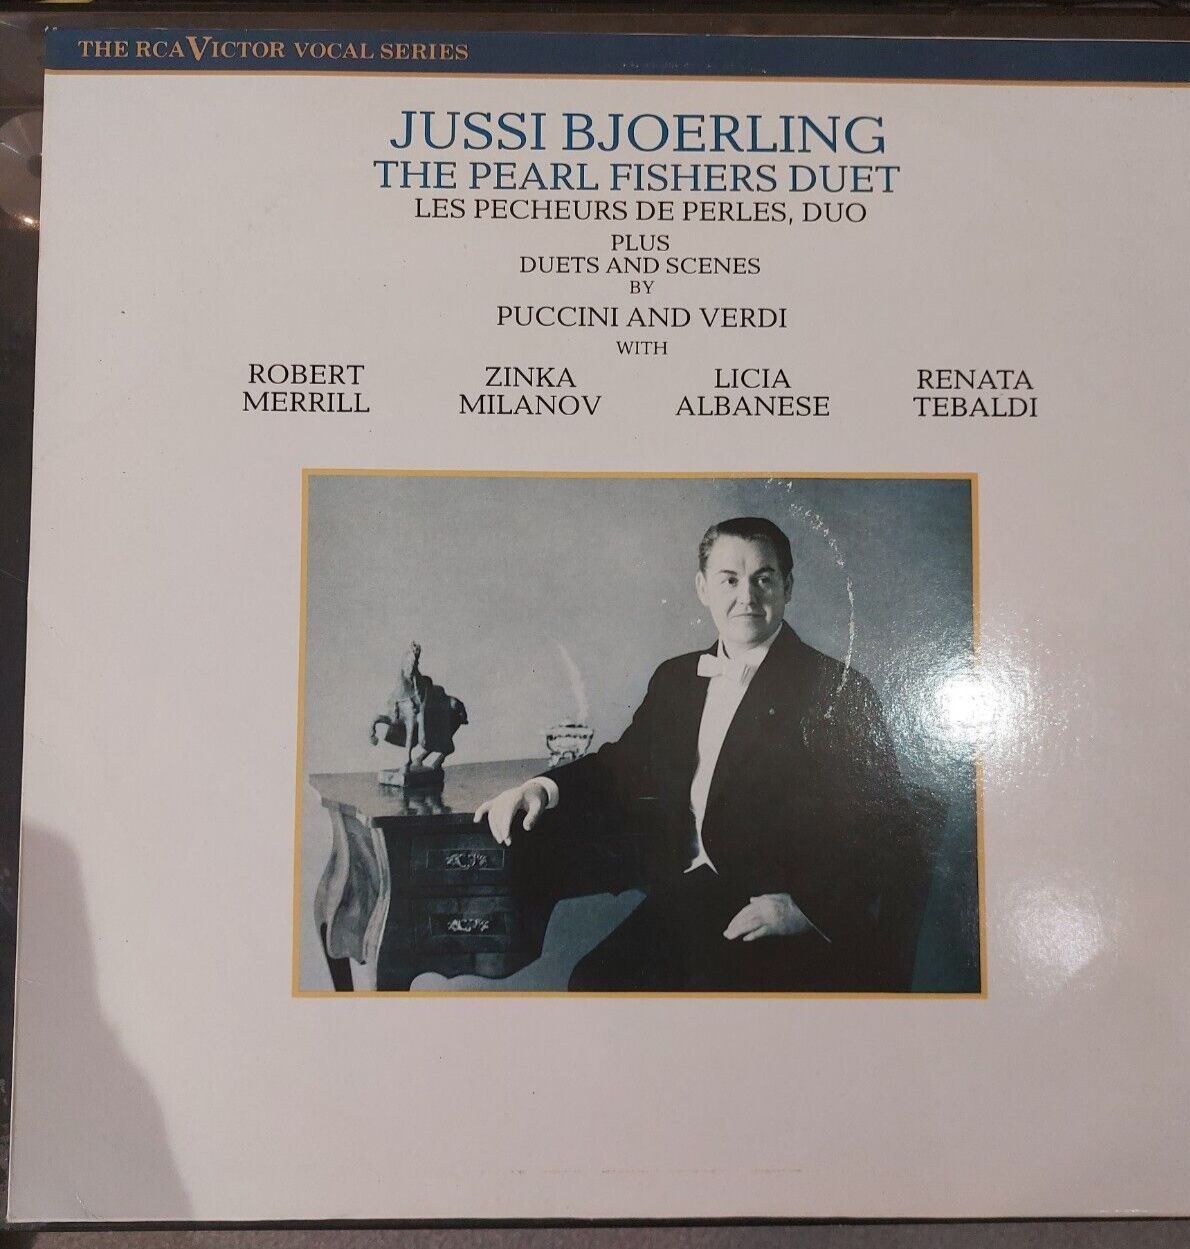 THE RCA VICTOR VOCAL SERIES
JUSSI BJOERLING
THE PEARL FISHERS DUET
LES PECHEURS DE PERLES, DUO
PLUS
DUETS AND SCENES
BY
PUCCINI AND VERDI
WITH
ROBERT MERRILL
ZINKA MILANOV
LICIA ALBANESE
RENATA TEBALDI